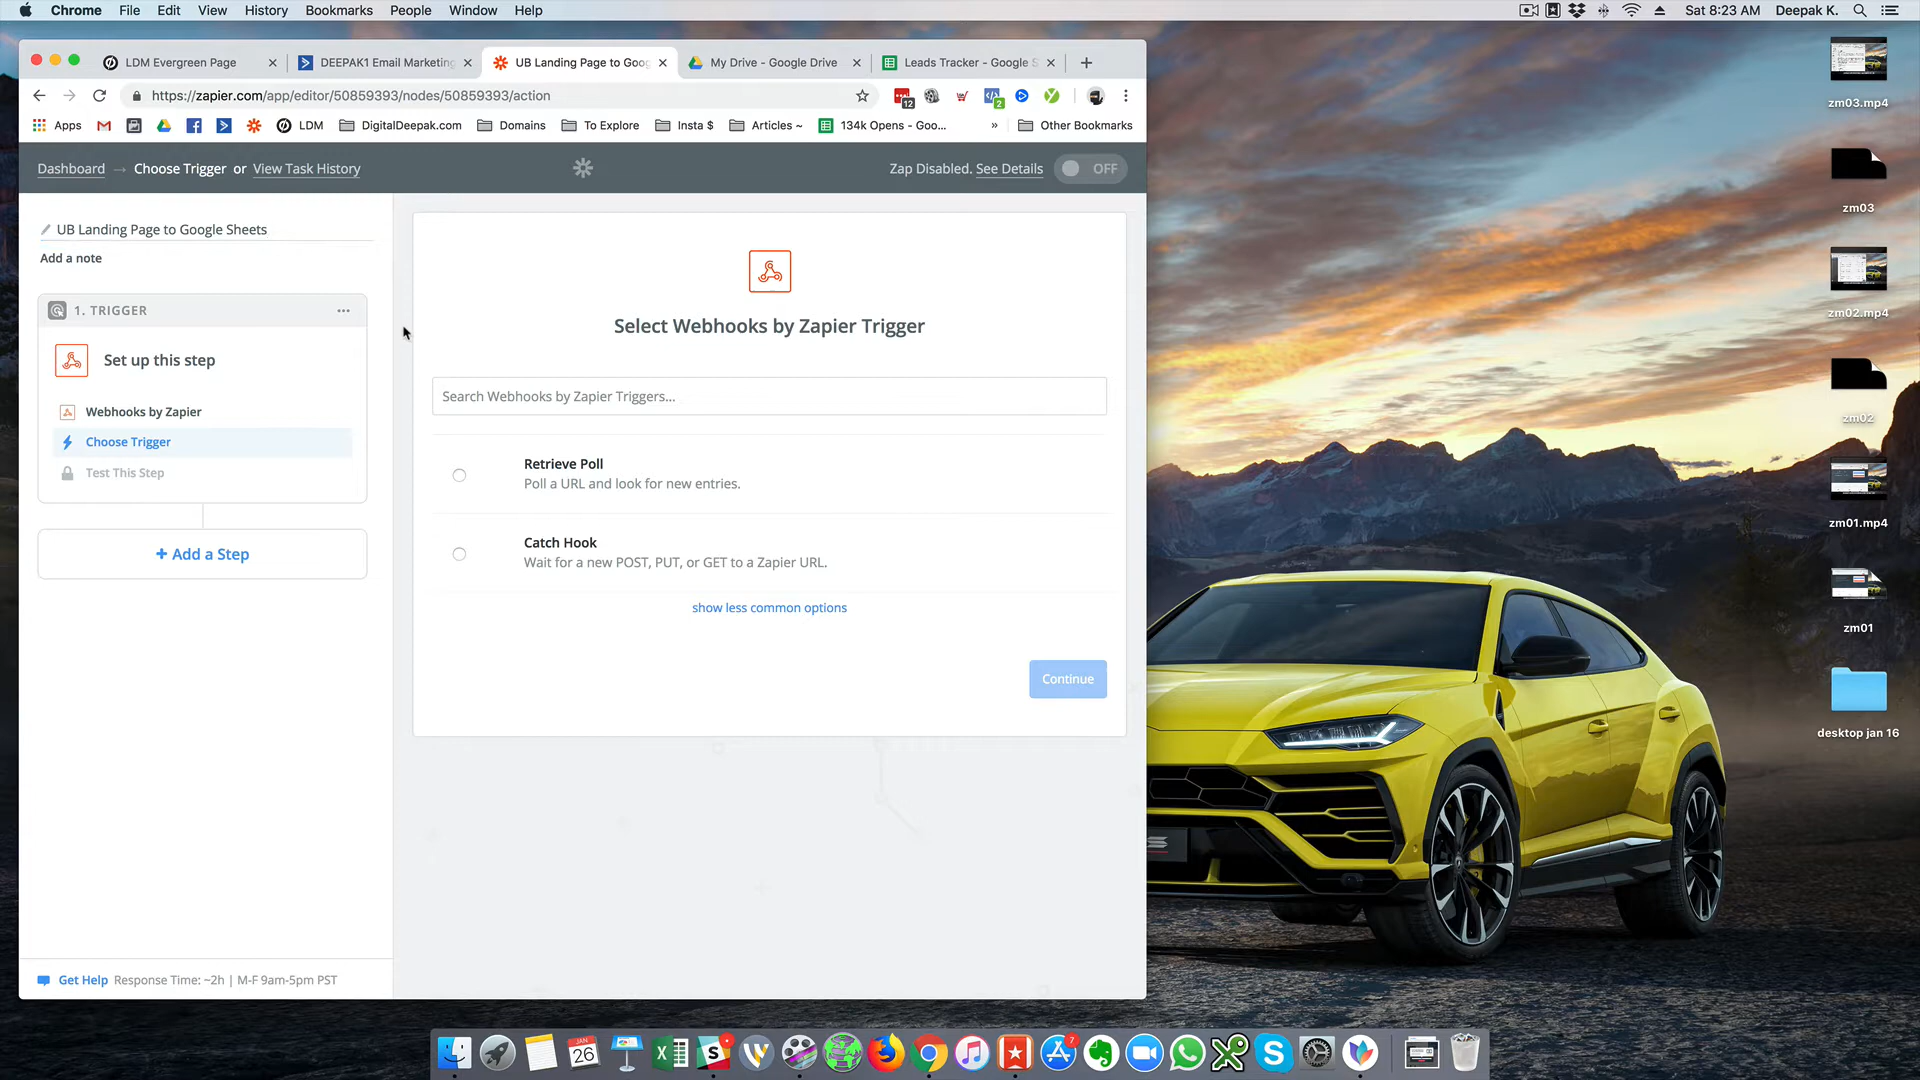 Chrome File Edit View History Bookmarks People Window Help Sat 8:23 AM Deepak K.
LDM Evergreen Page DEEPAK1 Email Marketing UB Landing Page to Goog My Drive - Google Drive Leads Tracker - Google S
https://zapier.com/app/editor/50859393/nodes/50859393/action 12 2
Apps LDM DigitalDeepak.com Domains To Explore Insta $ Articles ~ 134k Opens - Goo... » Other Bookmarks
Dashboard → Choose Trigger or View Task History Zap Disabled. See Details OFF
UB Landing Page to Google Sheets
Add a note
1. TRIGGER
Set up this step
Webhooks by Zapier
Choose Trigger
Test This Step
+ Add a Step
Select Webhooks by Zapier Trigger
Search Webhooks by Zapier Triggers...
Retrieve Poll
Poll a URL and look for new entries.
Catch Hook
Wait for a new POST, PUT, or GET to a Zapier URL.
show less common options
Continue
Get Help Response Time: ~2h | M-F 9am-5pm PST
zm03.mp4
zm03
zm02.mp4
zm02
zm01.mp4
zm01
desktop jan 16
JAN
26
7